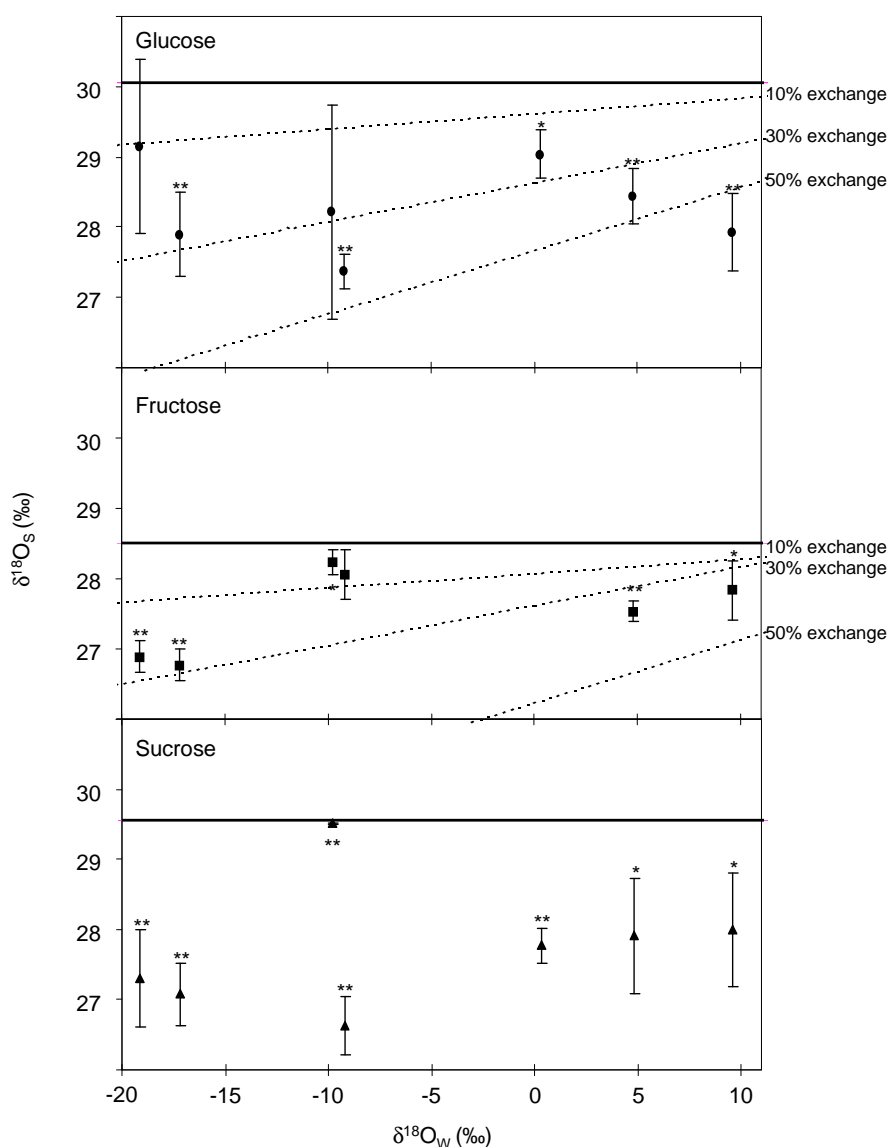 Glucose
30
29
28
27
**
**
*
**
**
10% exchange
30% exchange
50% exchange
Fructose
30
29
28
27
**
**
*
**
*
10% exchange
30% exchange
50% exchange
δ¹⁸Oₛ (‰)
Sucrose
30
29
28
27
**
**
**
**
**
*
*
-20 -15 -10 -5 0 5 10
δ¹⁸O_W (‰)